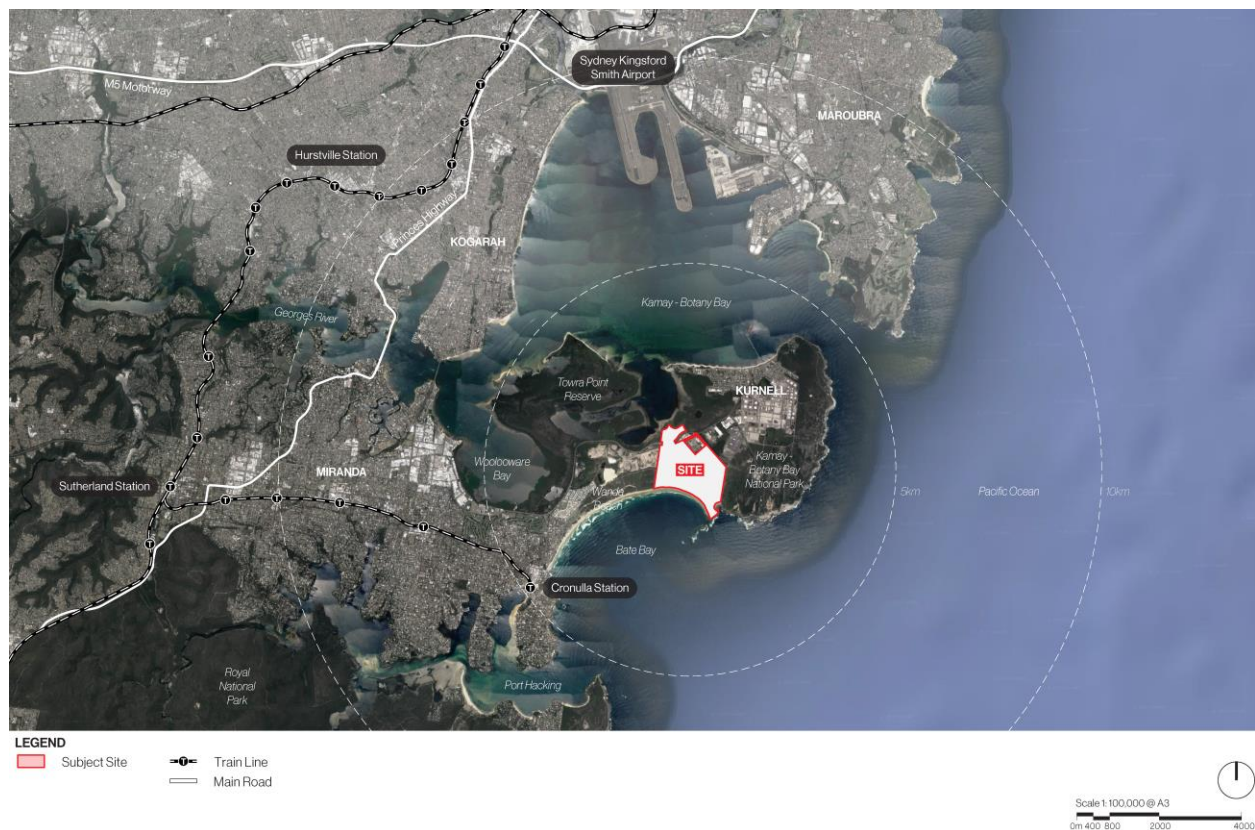 Sydney Kingsford
Smith Airport
M5 Motorway
MAROUBRA
Hurstville Station
Princes Highway
KOGARAH
Kamay - Botany Bay
Georges River
Towra Point
Reserve
KURNELL
MIRANDA
Woolooware
Bay
SITE
Kamay -
Botany Bay
National Park
Sutherland Station
Wanda
5km
Pacific Ocean
10km
Bate Bay
Cronulla Station
Royal
National
Park
Port Hacking
LEGEND
Subject Site
T Train Line
Main Road
Scale 1:100,000 @ A3
0m 400 800 2000 4000